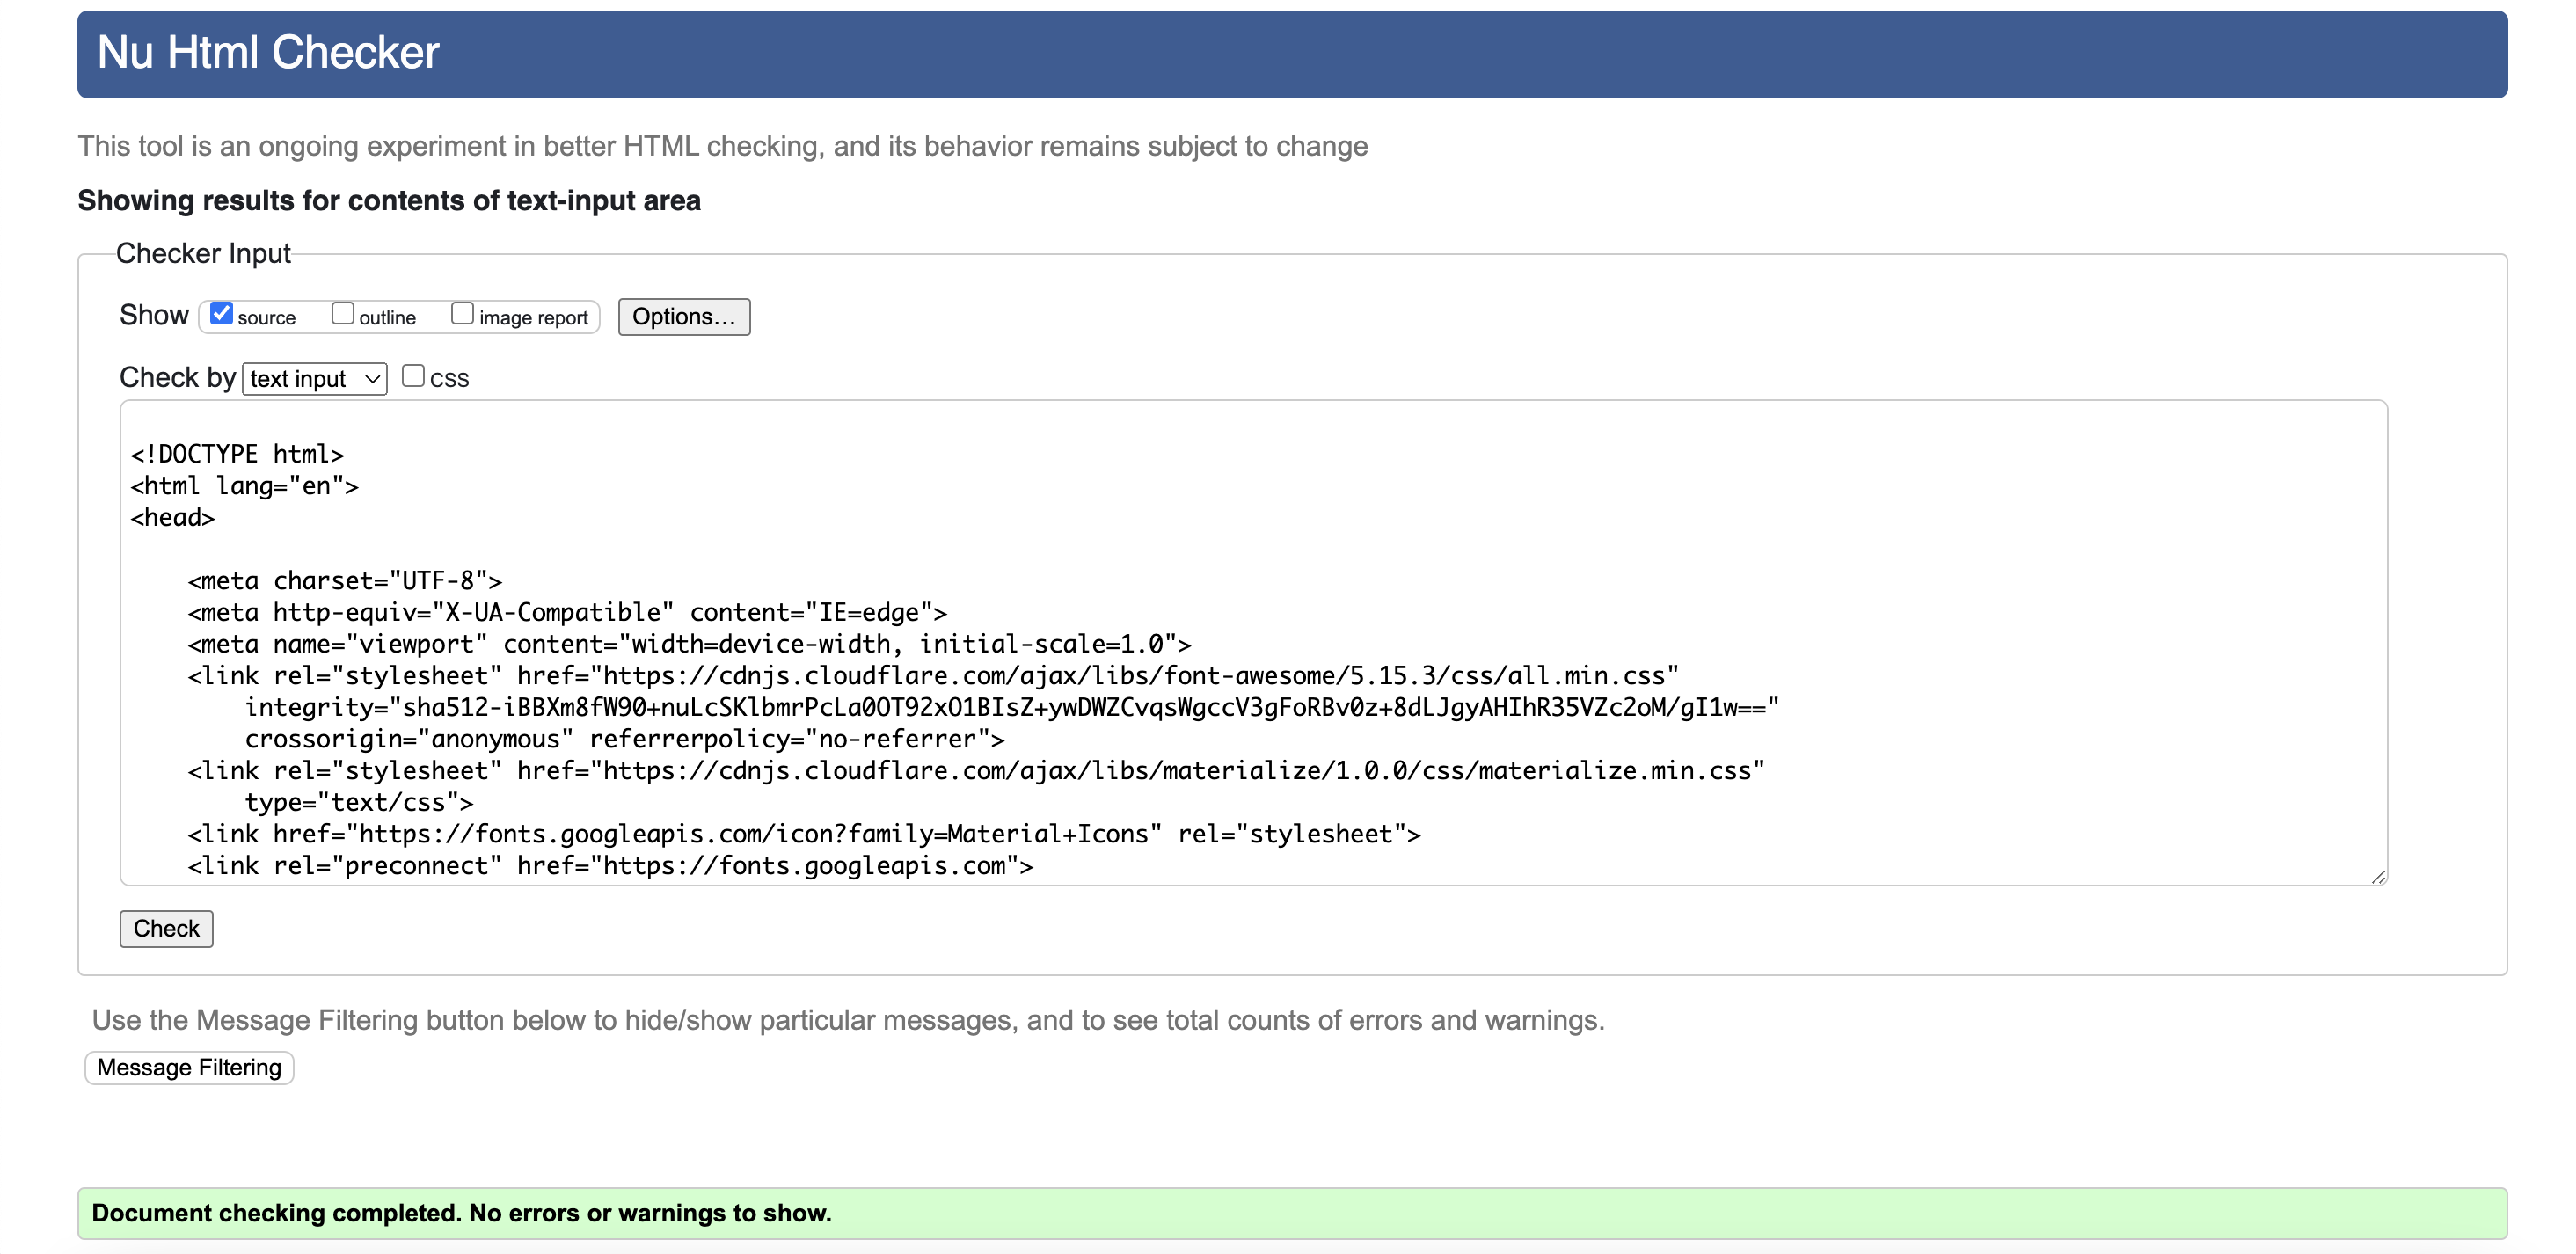 Nu Html Checker
This tool is an ongoing experiment in better HTML checking, and its behavior remains subject to change
Showing results for contents of text-input area
Checker Input
Show source outline image report Options...
Check by text input CSS
<!DOCTYPE html>
<html lang="en">
<head>
<meta charset="UTF-8">
<meta http-equiv="X-UA-Compatible" content="IE=edge">
<meta name="viewport" content="width=device-width, initial-scale=1.0">
<link rel="stylesheet" href="https://cdnjs.cloudflare.com/ajax/libs/font-awesome/5.15.3/css/all.min.css"
integrity="sha512-iBBXm8fW90+nuLcSKlbmrPcLa0OT92xO1BIsZ+ywDWZCvqsWgccV3gFoRBv0z+8dLJgyAHIhR35VZc2oM/gI1w=="
crossorigin="anonymous" referrerpolicy="no-referrer">
<link rel="stylesheet" href="https://cdnjs.cloudflare.com/ajax/libs/materialize/1.0.0/css/materialize.min.css"
type="text/css">
<link href="https://fonts.googleapis.com/icon?family=Material+Icons" rel="stylesheet">
<link rel="preconnect" href="https://fonts.googleapis.com">
Check
Use the Message Filtering button below to hide/show particular messages, and to see total counts of errors and warnings.
Message Filtering
Document checking completed. No errors or warnings to show.